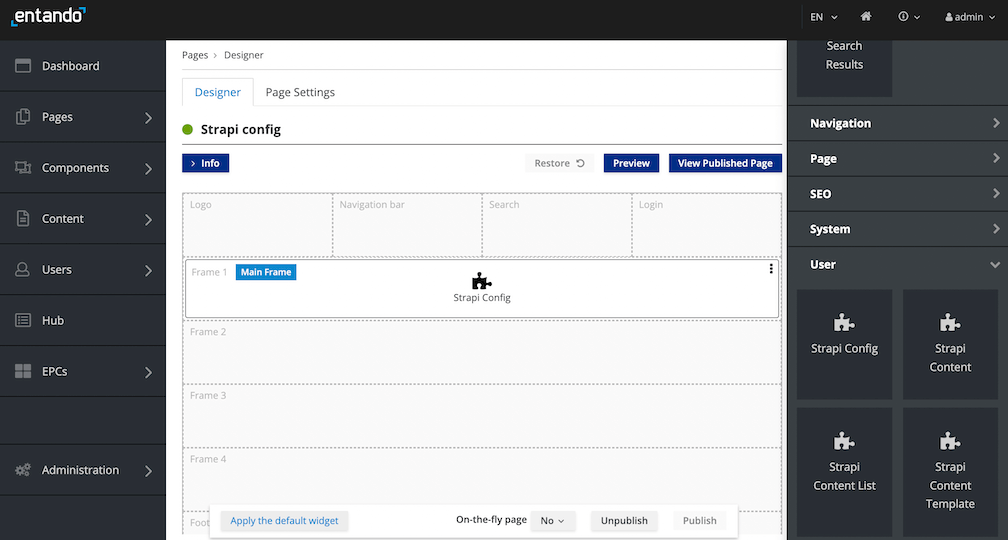 entando
EN
admin
Dashboard
Pages
Components
Content
Users
Hub
EPCs
Administration
Pages > Designer
Designer
Page Settings
Strapi config
> Info
Restore
Preview
View Published Page
Logo
Navigation bar
Search
Login
Frame 1
Main Frame
Strapi Config
Frame 2
Frame 3
Frame 4
Foot
Apply the default widget
On-the-fly page
No
Unpublish
Publish
Search
Results
Navigation
Page
SEO
System
User
Strapi Config
Strapi
Content
Strapi
Content List
Strapi
Content
Template